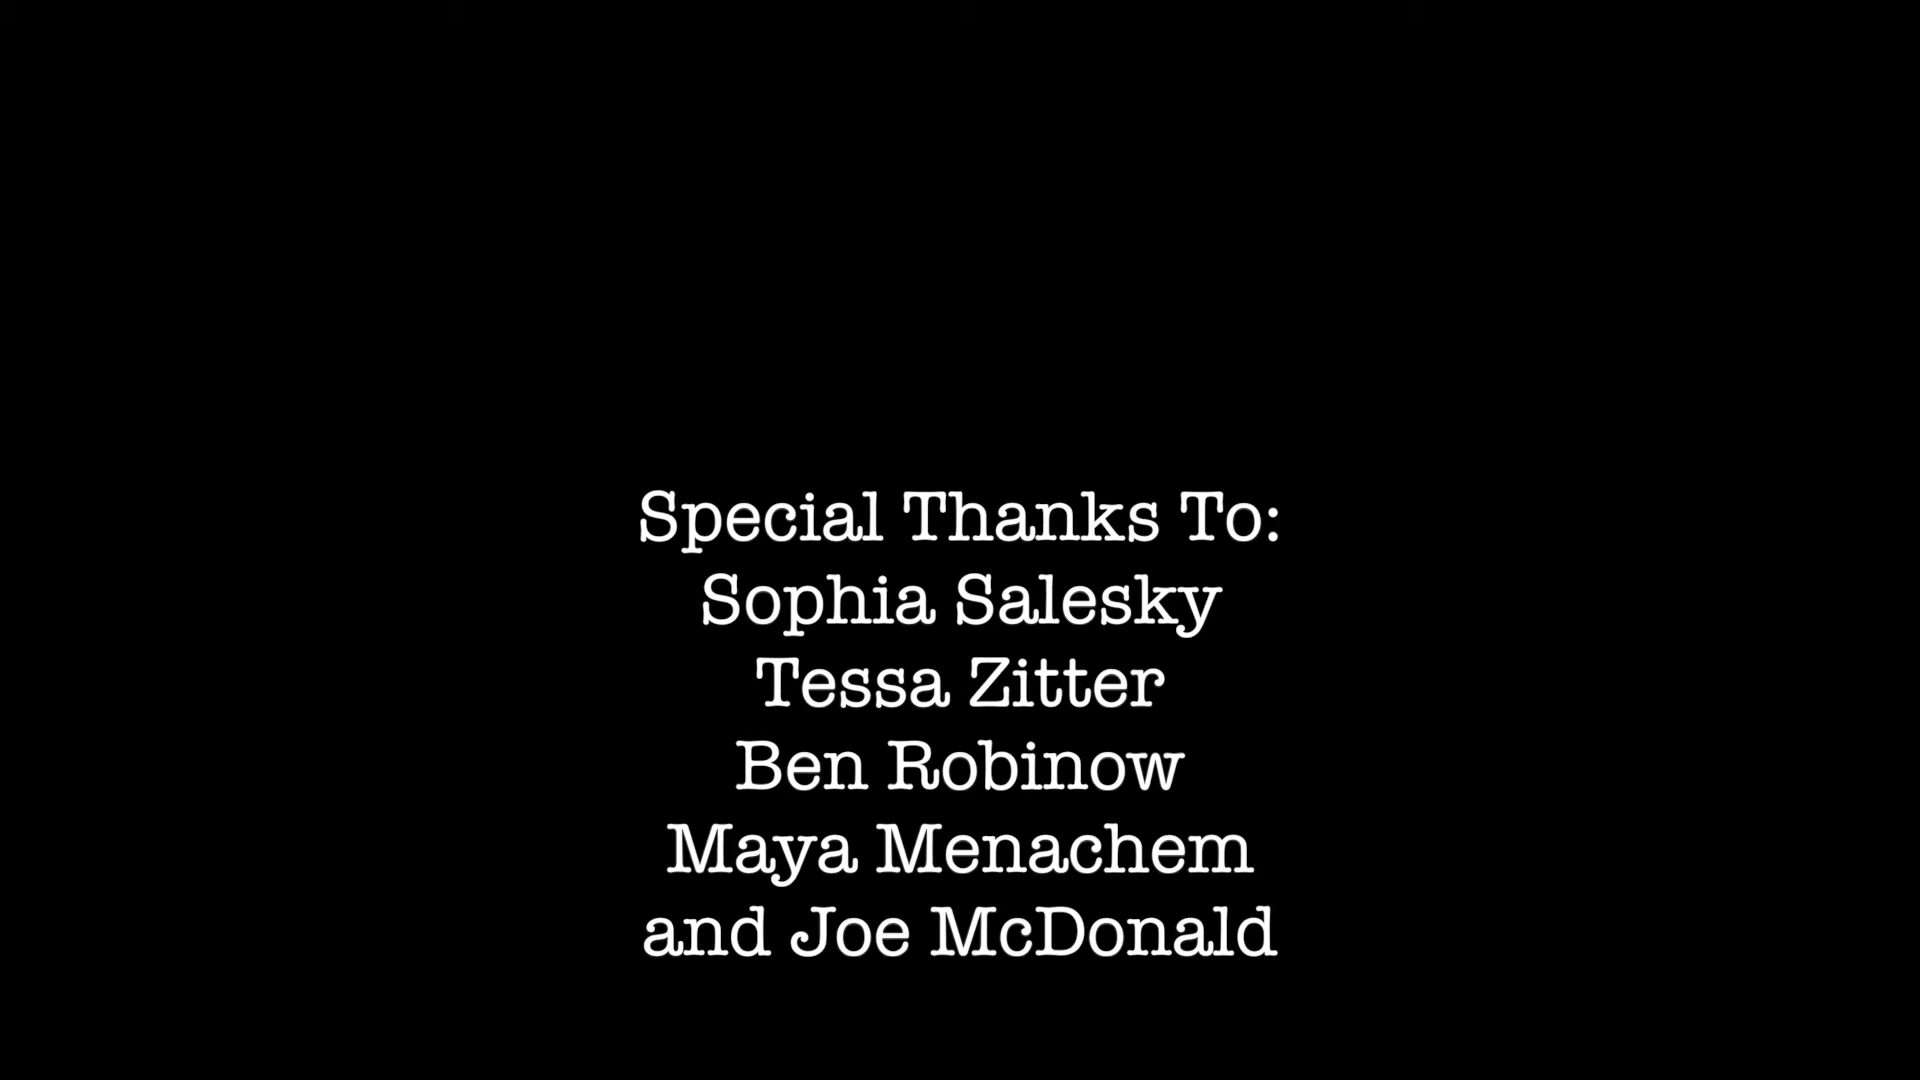 Special Thanks To:
Sophia Salesky
Tessa Zitter
Ben Robinow
Maya Menachem
and Joe McDonald